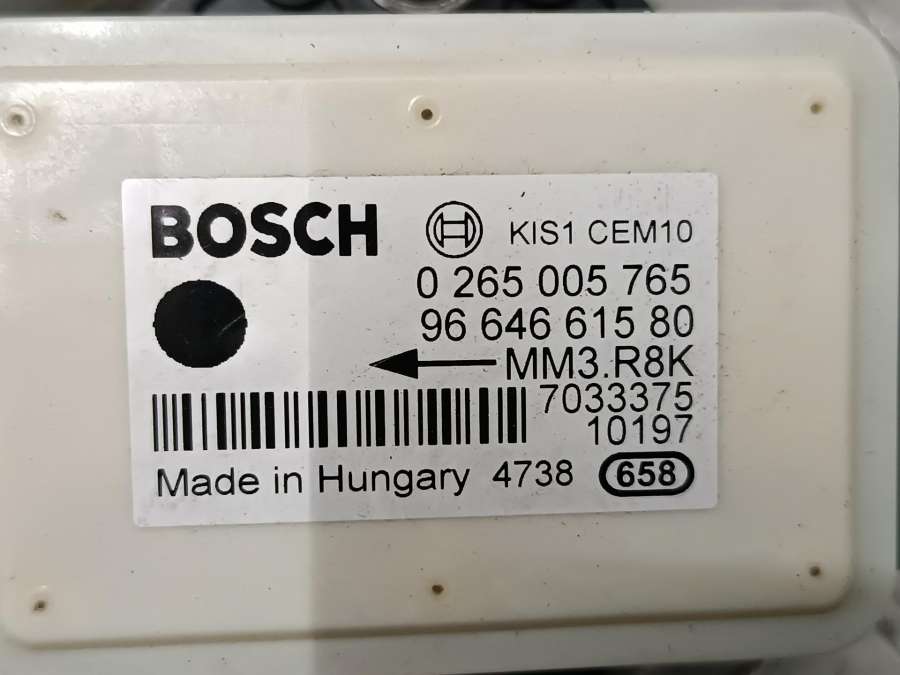 BOSCH KIS1 CEM10
0 265 005 765
96 646 615 80
MM3.R8K
7033375
10197
Made in Hungary 4738 658